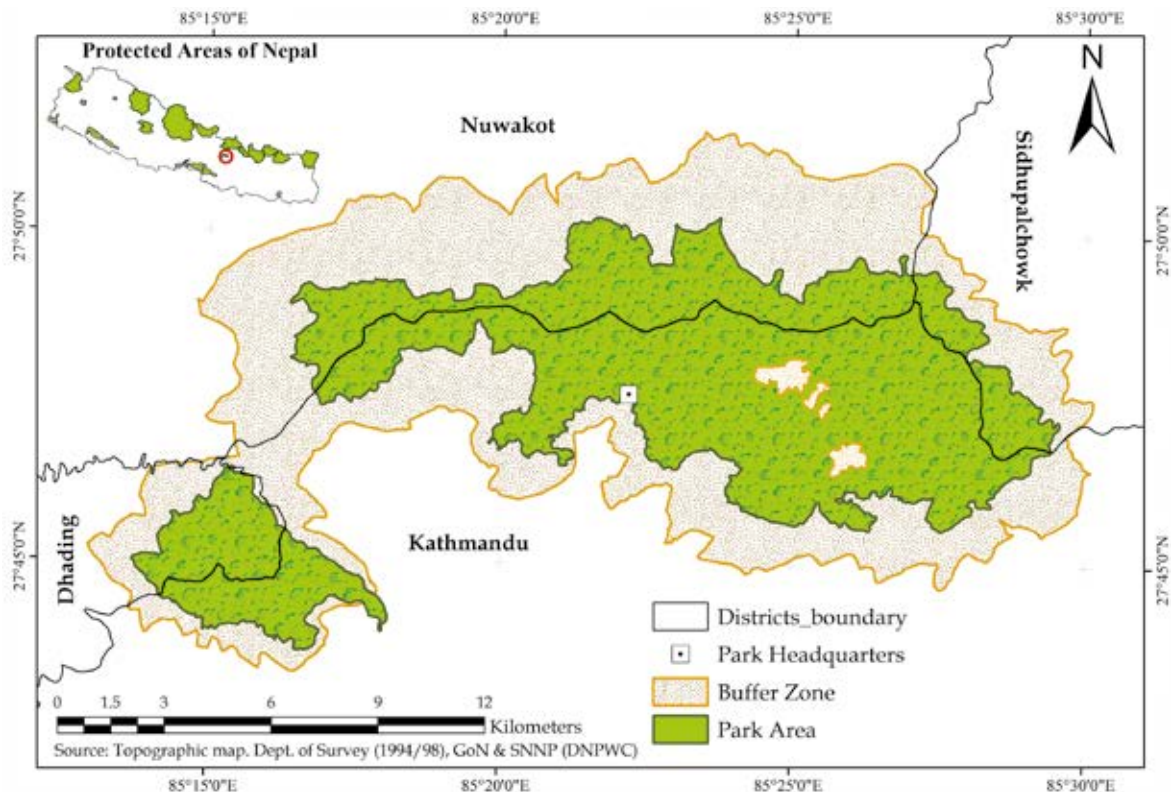 85°15'0"E 85°20'0"E 85°25'0"E 85°30'0"E
Protected Areas of Nepal
N
Nuwakot
Sidhupalchowk
27°50'0"N
27°50'0"N
Kathmandu
Dhading
27°45'0"N
27°45'0"N
Districts_boundary
Park Headquarters
Buffer Zone
Park Area
0 1.5 3 6 9 12
Kilometers
Source: Topographic map. Dept. of Survey (1994/98), GoN & SNNP (DNPWC)
85°15'0"E 85°20'0"E 85°25'0"E 85°30'0"E